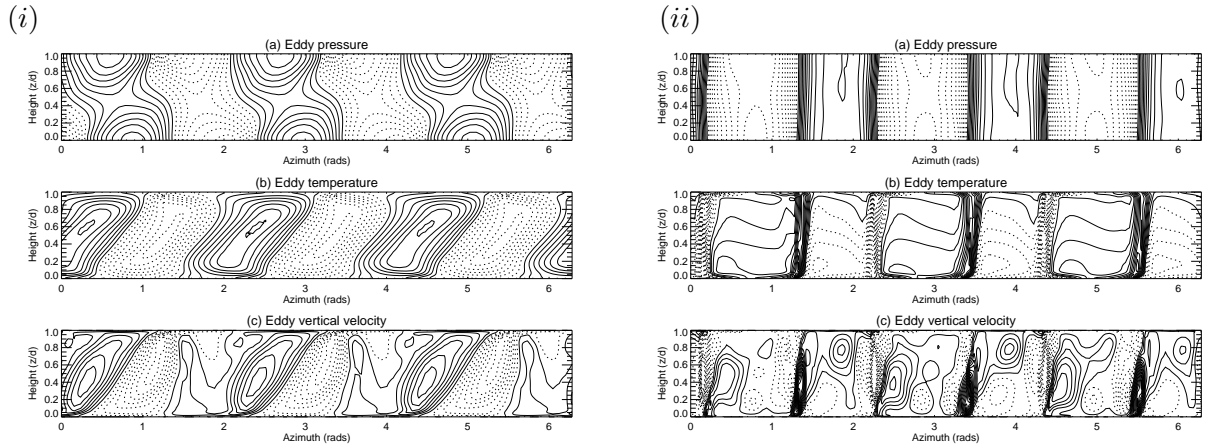 (i)
(a) Eddy pressure
Height (z/d)
1.0
0.8
0.6
0.4
0.2
0.0
0 1 2 3 4 5 6
Azimuth (rads)
(b) Eddy temperature
Height (z/d)
1.0
0.8
0.6
0.4
0.2
0.0
0 1 2 3 4 5 6
Azimuth (rads)
(c) Eddy vertical velocity
Height (z/d)
1.0
0.8
0.6
0.4
0.2
0.0
0 1 2 3 4 5 6
Azimuth (rads)
(ii)
(a) Eddy pressure
Height (z/d)
1.0
0.8
0.6
0.4
0.2
0.0
0 1 2 3 4 5 6
Azimuth (rads)
(b) Eddy temperature
Height (z/d)
1.0
0.8
0.6
0.4
0.2
0.0
0 1 2 3 4 5 6
Azimuth (rads)
(c) Eddy vertical velocity
Height (z/d)
1.0
0.8
0.6
0.4
0.2
0.0
0 1 2 3 4 5 6
Azimuth (rads)